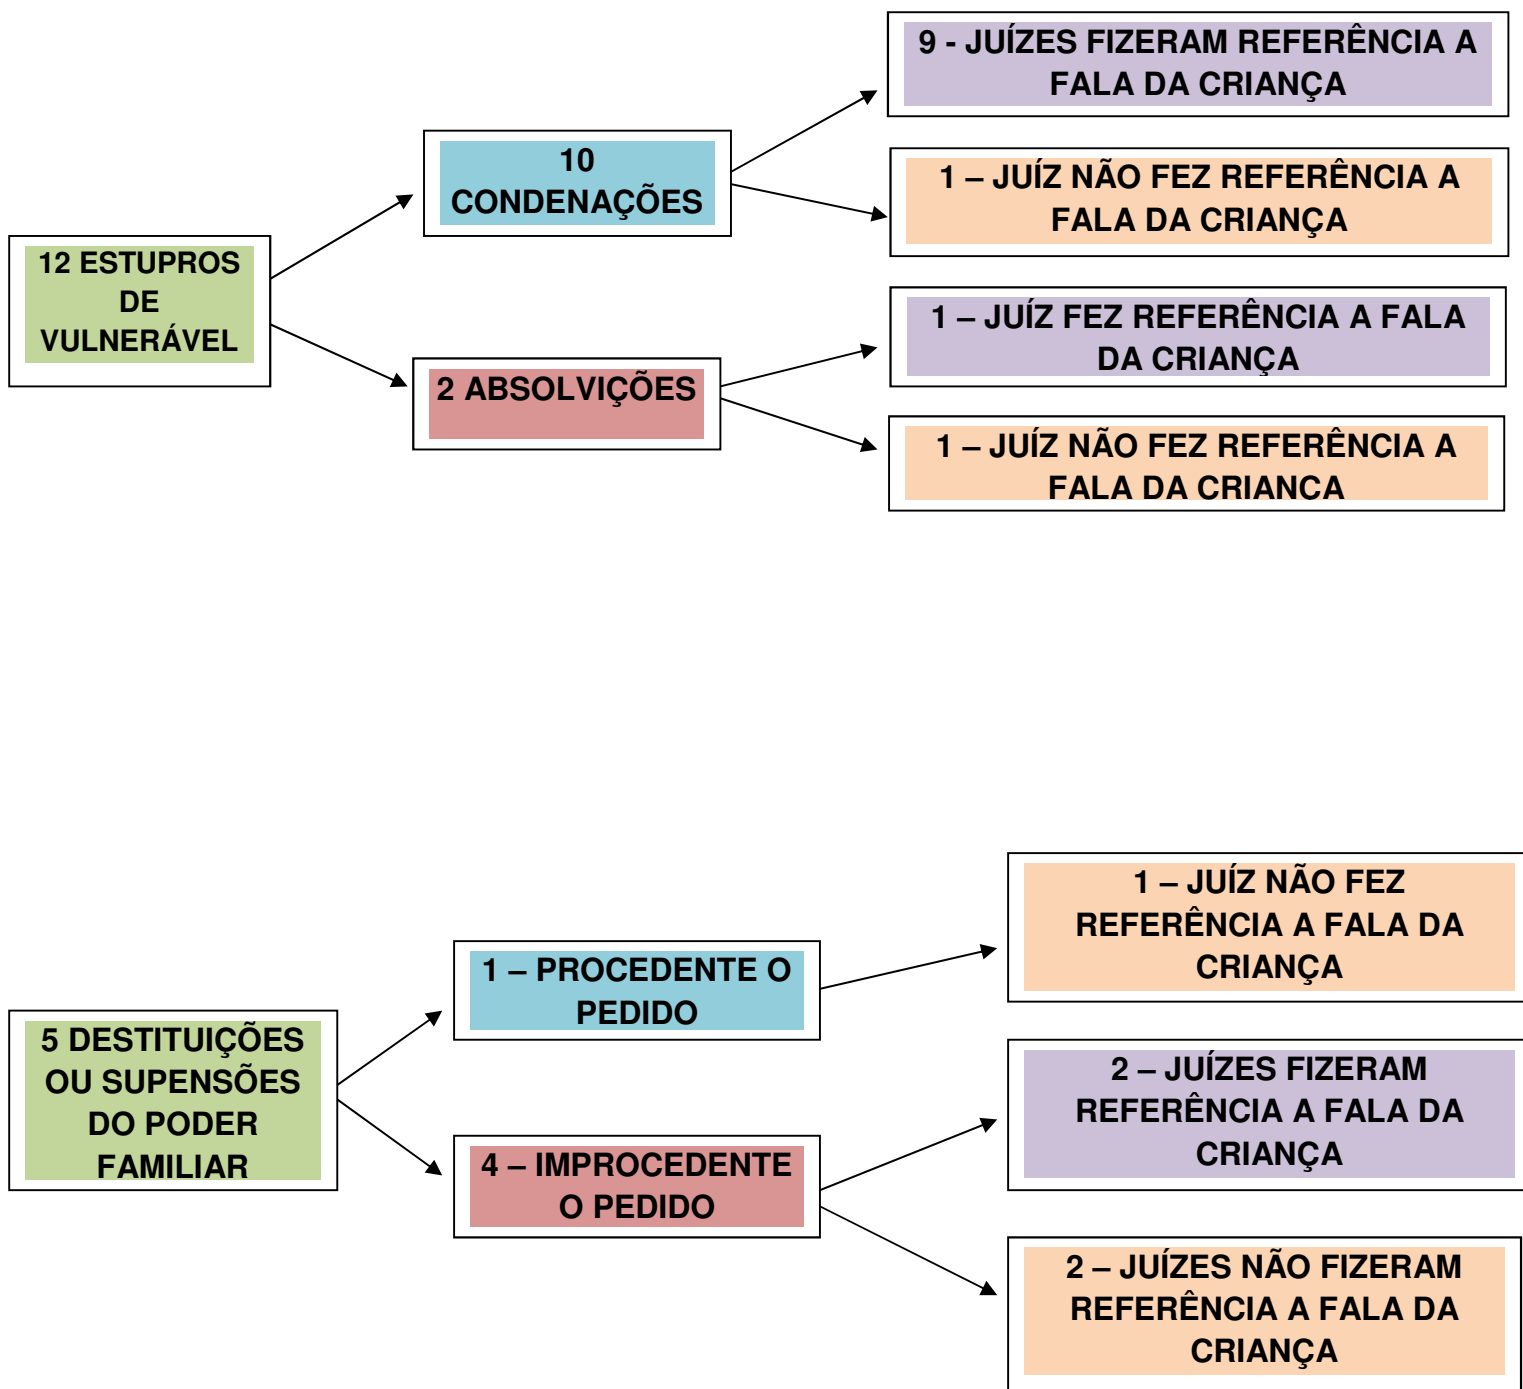 9 - JUÍZES FIZERAM REFERÊNCIA A
FALA DA CRIANÇA
10
CONDENAÇÕES
1 – JUÍZ NÃO FEZ REFERÊNCIA A
FALA DA CRIANÇA
12 ESTUPROS
DE
VULNERÁVEL
1 – JUÍZ FEZ REFERÊNCIA A FALA
DA CRIANÇA
2 ABSOLVIÇÕES
1 – JUÍZ NÃO FEZ REFERÊNCIA A
FALA DA CRIANÇA
1 – JUÍZ NÃO FEZ
REFERÊNCIA A FALA DA
CRIANÇA
1 – PROCEDENTE O
PEDIDO
5 DESTITUIÇÕES
OU SUPENSÕES
DO PODER
FAMILIAR
2 – JUÍZES FIZERAM
REFERÊNCIA A FALA DA
CRIANÇA
4 – IMPROCEDENTE
O PEDIDO
2 – JUÍZES NÃO FIZERAM
REFERÊNCIA A FALA DA
CRIANÇA